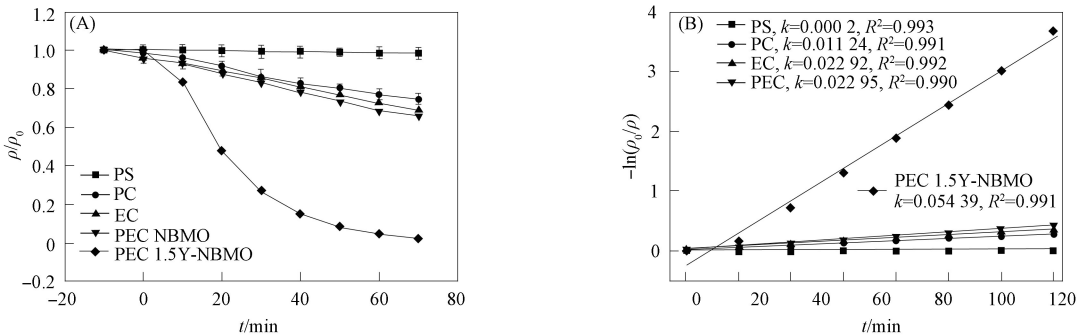 (A)
1.2
1.0
0.8
0.6
0.4
0.2
0
−0.2
ρ/ρ0
PS
PC
EC
PEC NBMO
PEC 1.5Y-NBMO
−20
0
20
40
60
80
t/min
(B)
−4
−3
−2
−1
0
−ln(ρ0/ρ)
PS, k=0.000 2, R²=0.993
PC, k=0.011 24, R²=0.991
EC, k=0.022 92, R²=0.992
PEC, k=0.022 95, R²=0.990
PEC 1.5Y-NBMO
k=0.054 39, R²=0.991
0
20
40
60
80
100
120
t/min